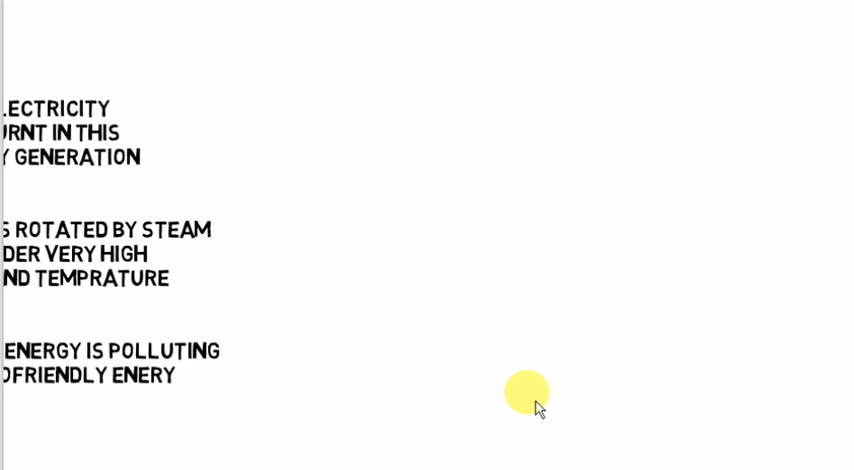 LECTRICITY
URNT IN THIS
Y GENERATION
S ROTATED BY STEAM
DER VERY HIGH
ND TEMPRATURE
ENERGY IS POLLUTING
OFRIENDLY ENERY